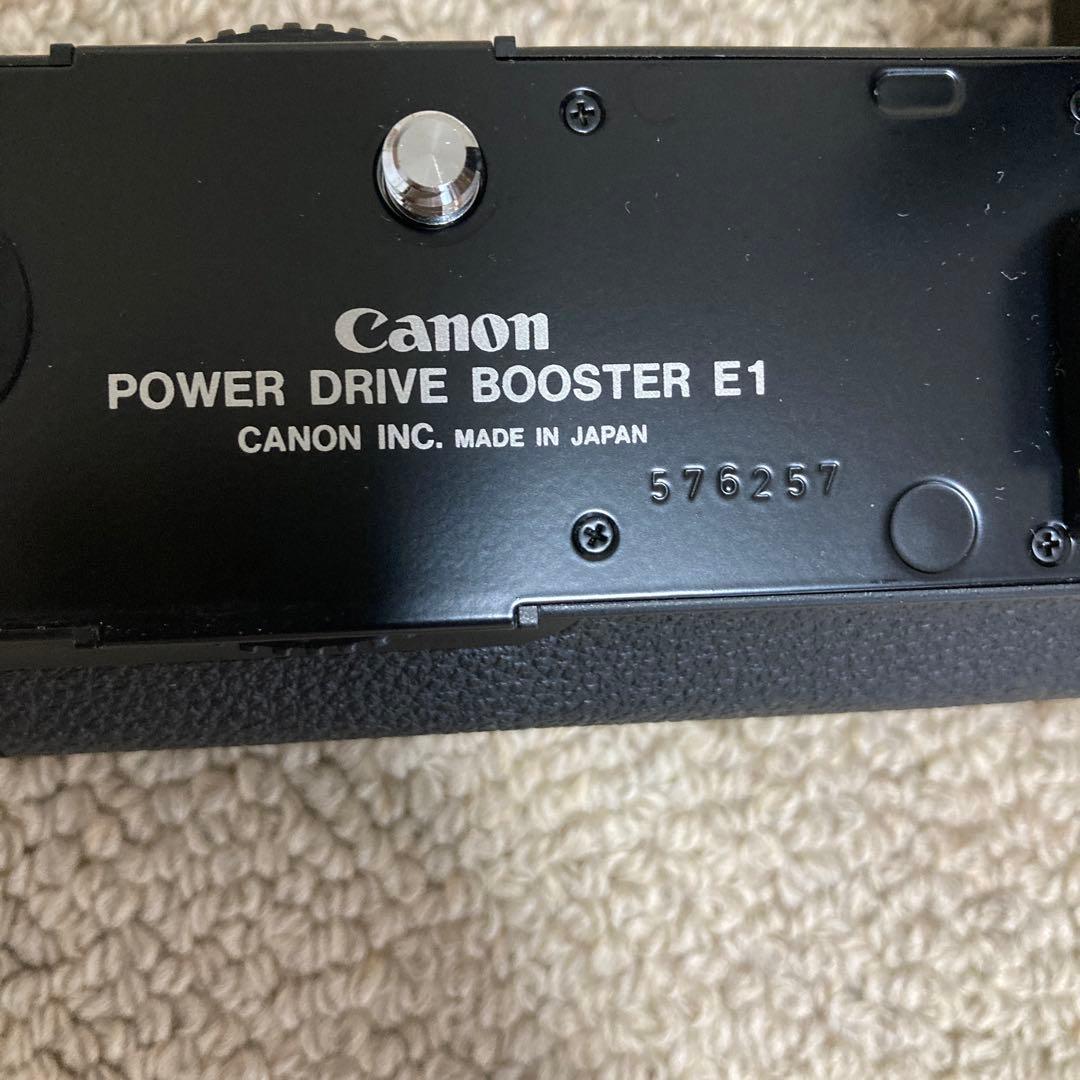 Canon
POWER DRIVE BOOSTER E1
CANON INC. MADE IN JAPAN
576257